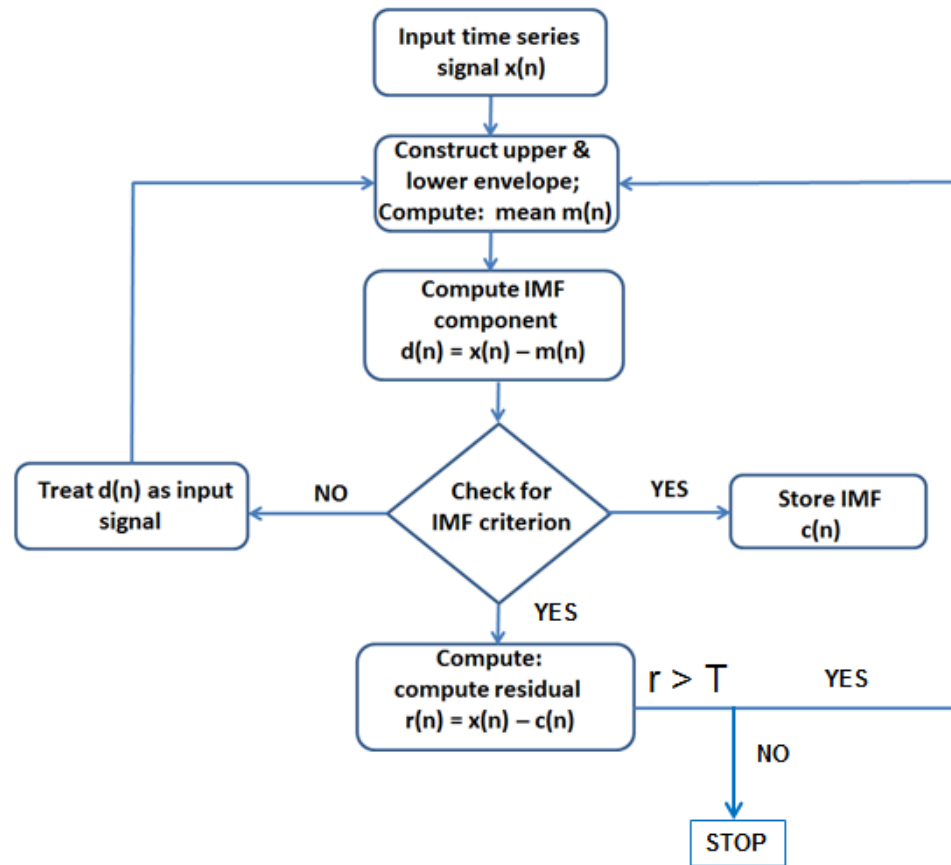 Input time series
signal x(n)
Construct upper &
lower envelope;
Compute: mean m(n)
Compute IMF
component
d(n) = x(n) – m(n)
Treat d(n) as input
signal
NO
Check for
IMF criterion
YES
Store IMF
c(n)
YES
Compute:
compute residual
r(n) = x(n) – c(n)
r > T
YES
NO
STOP